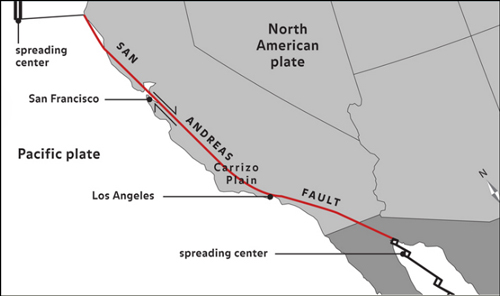 spreading
center
SAN
ANDREAS
FAULT
North
American
plate
San Francisco
Pacific plate
Carrizo
Plain
Los Angeles
spreading center
N